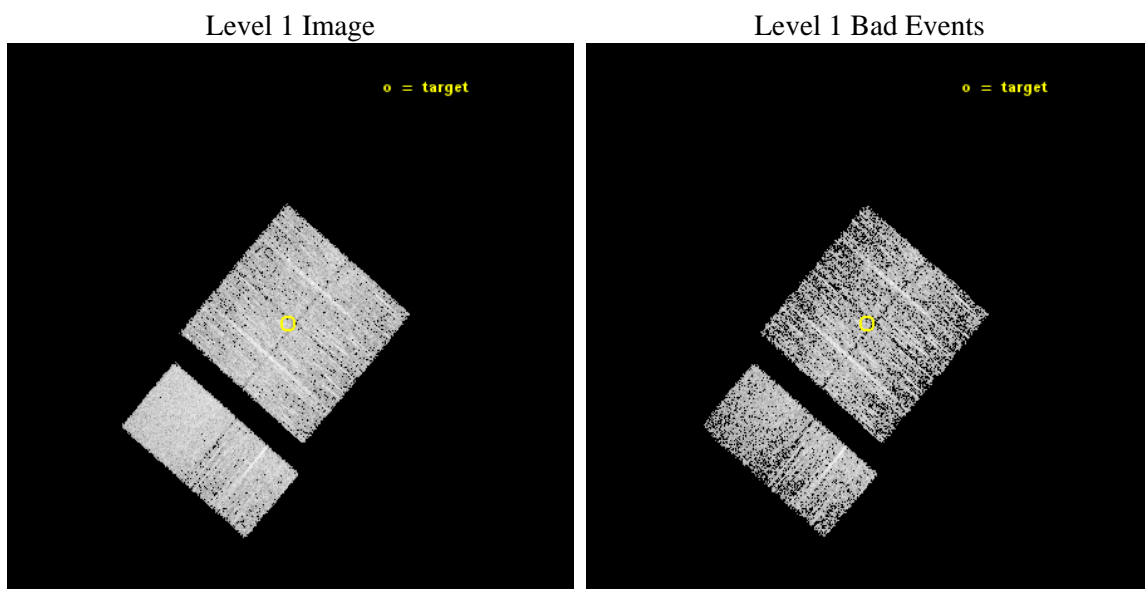 Level 1 Image
Level 1 Bad Events
o = target
o = target